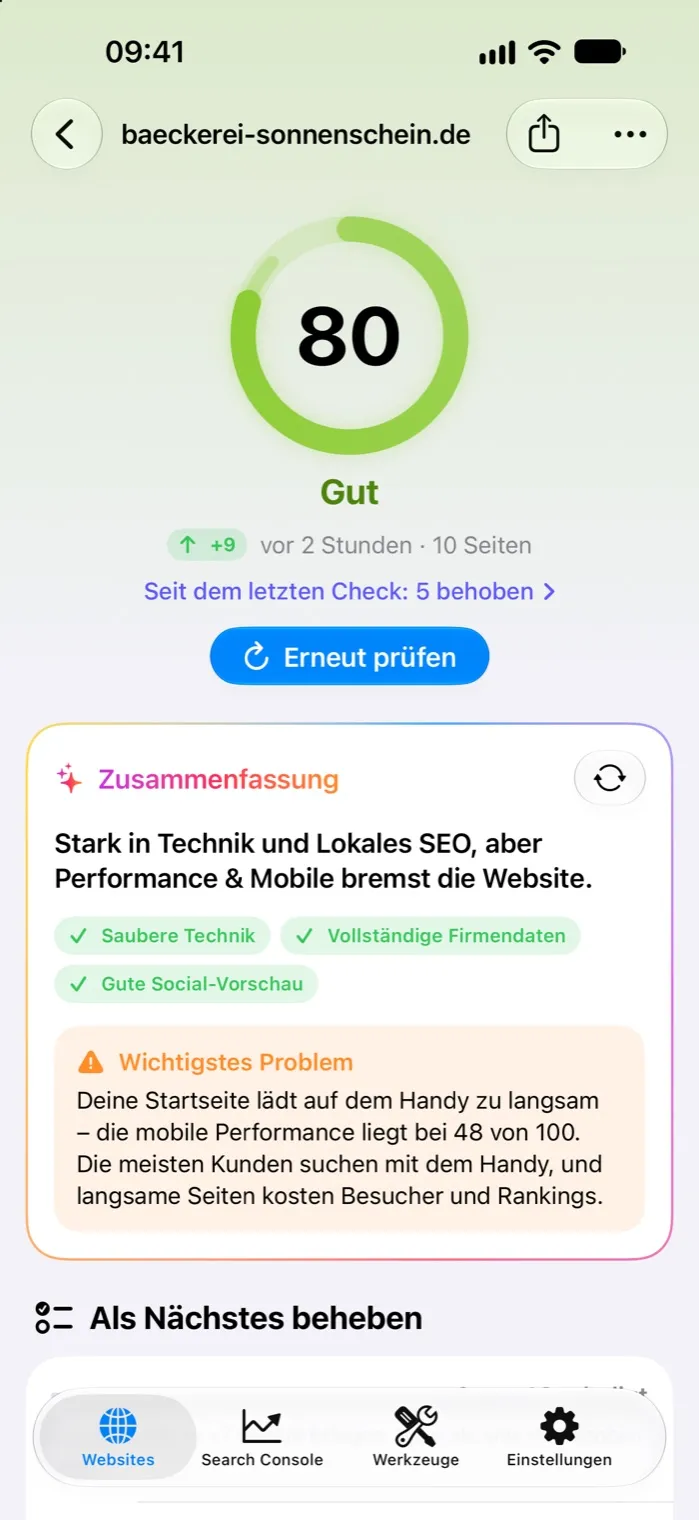 09:41
baeckerei-sonnenschein.de
80
Gut
+9 vor 2 Stunden · 10 Seiten
Seit dem letzten Check: 5 behoben
Erneut prüfen
Zusammenfassung
Stark in Technik und Lokales SEO, aber
Performance & Mobile bremst die Website.
Saubere Technik Vollständige Firmendaten
Gute Social-Vorschau
Wichtigstes Problem
Deine Startseite lädt auf dem Handy zu langsam
– die mobile Performance liegt bei 48 von 100.
Die meisten Kunden suchen mit dem Handy, und
langsame Seiten kosten Besucher und Rankings.
Als Nächstes beheben
Websites Search Console Werkzeuge Einstellungen